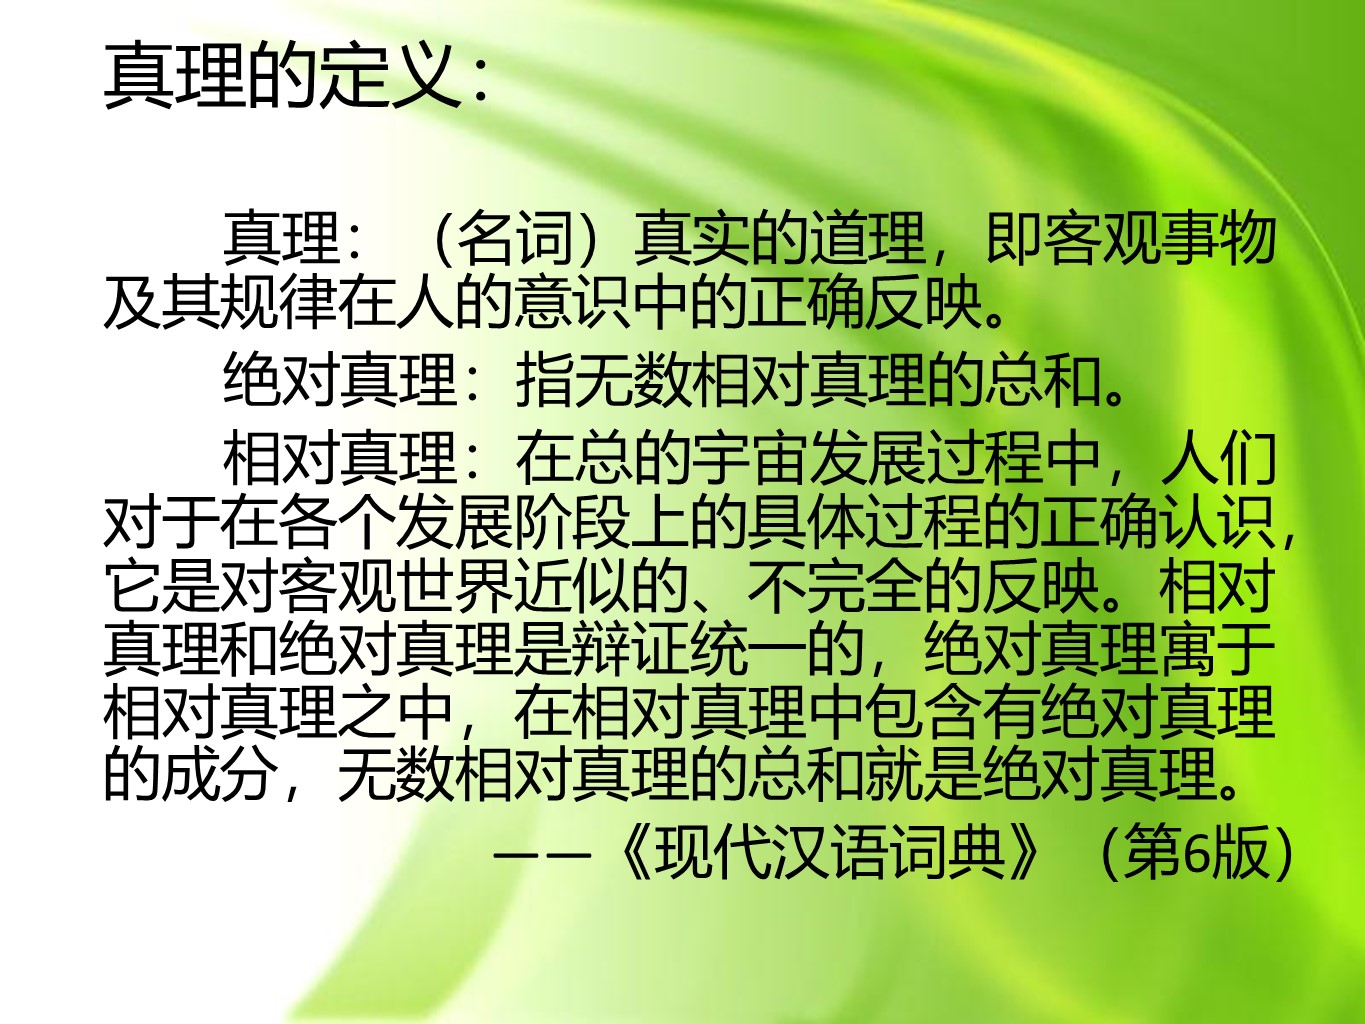 真理的定义：
真理：（名词）真实的道理，即客观事物
及其规律在人的意识中的正确反映。
绝对真理：指无数相对真理的总和。
相对真理：在总的宇宙发展过程中，人们
对于在各个发展阶段上的具体过程的正确认识，
它是对客观世界近似的、不完全的反映。相对
真理和绝对真理是辩证统一的，绝对真理寓于
相对真理之中，在相对真理中包含有绝对真理
的成分，无数相对真理的总和就是绝对真理。
——《现代汉语词典》（第6版）